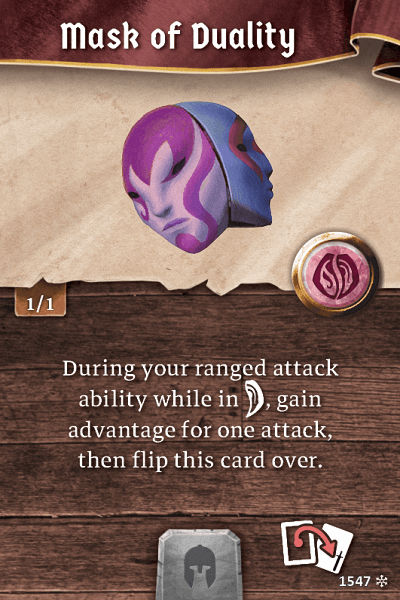 Mask of Duality
1/1
During your ranged attack
ability while in , gain
advantage for one attack,
then flip this card over.
1547